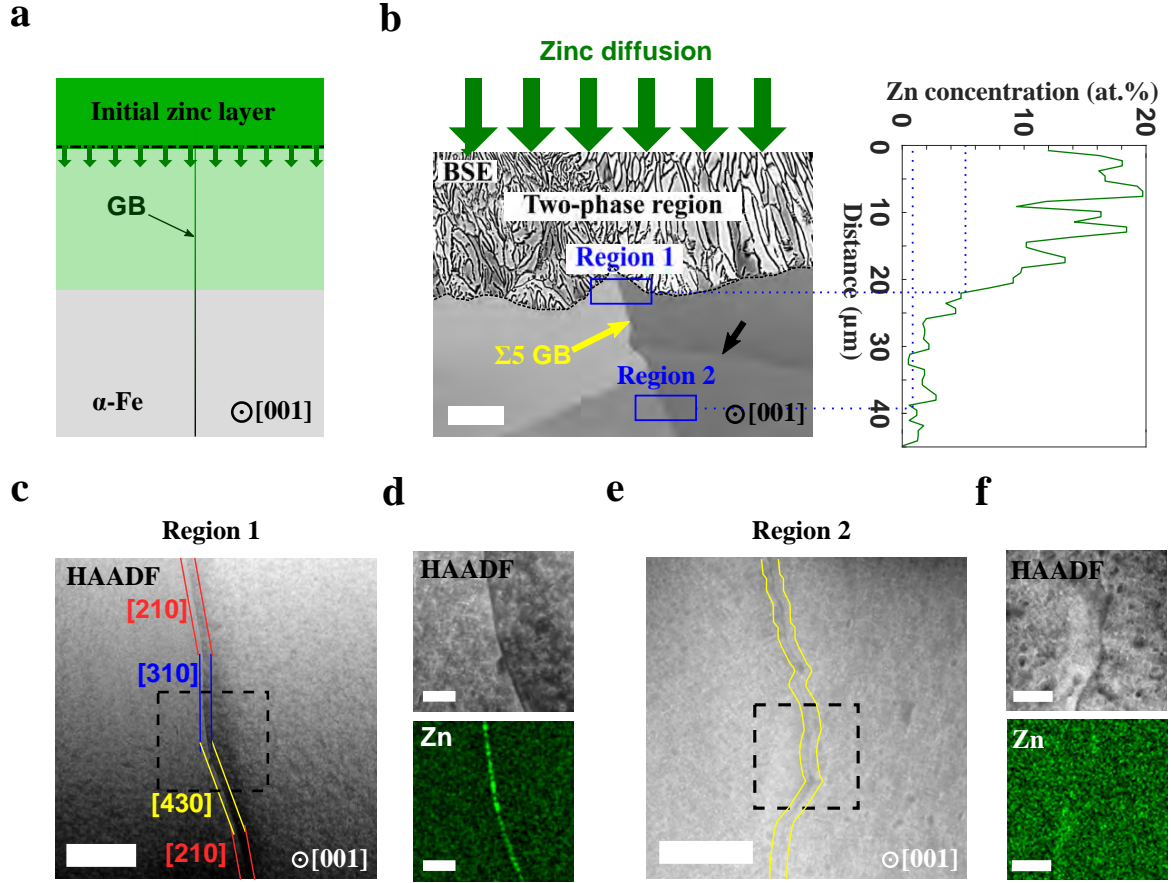 a
Initial zinc layer
GB
α-Fe
⊙[001]
b
Zinc diffusion
BSE
Two-phase region
Region 1
Σ5 GB
Region 2
⊙[001]
Zn concentration (at.%)
0 10 20
Distance (μm)
0
10
20
30
40
c
Region 1
HAADF
[210]
[310]
[430]
[210]
⊙[001]
d
HAADF
Zn
e
Region 2
⊙[001]
f
HAADF
Zn